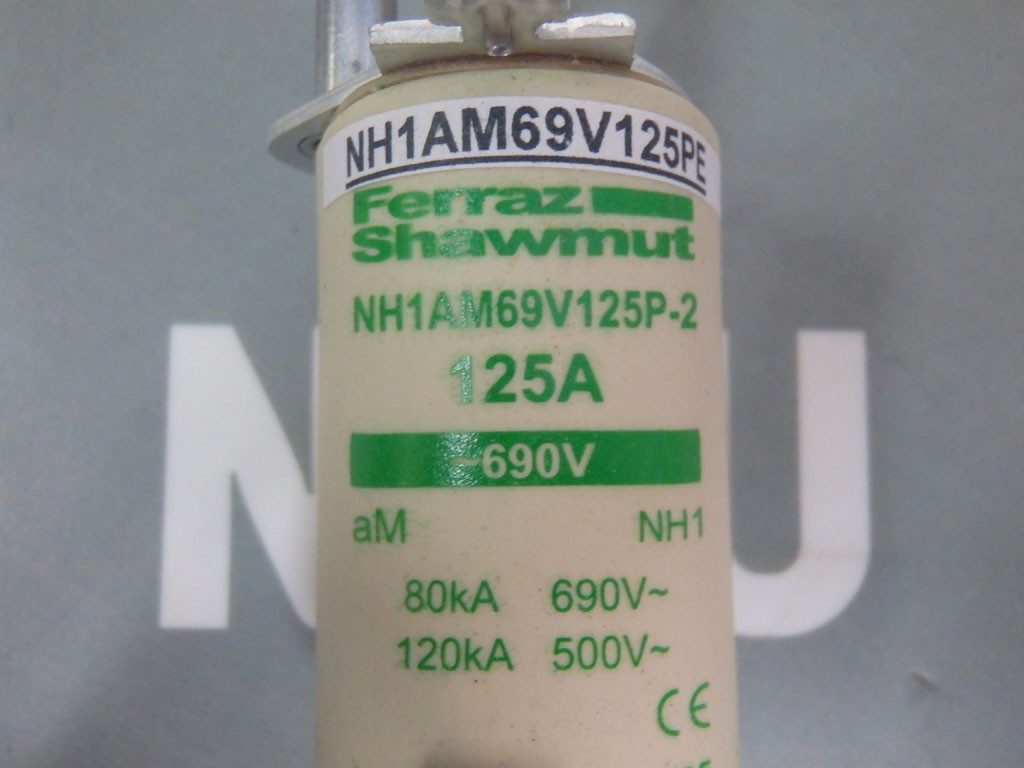 NH1AM69V125PE
Ferraz
Shawmut
NH1AM69V125P-2
125A
~690V
aM NH1
80kA 690V~
120kA 500V~
CE